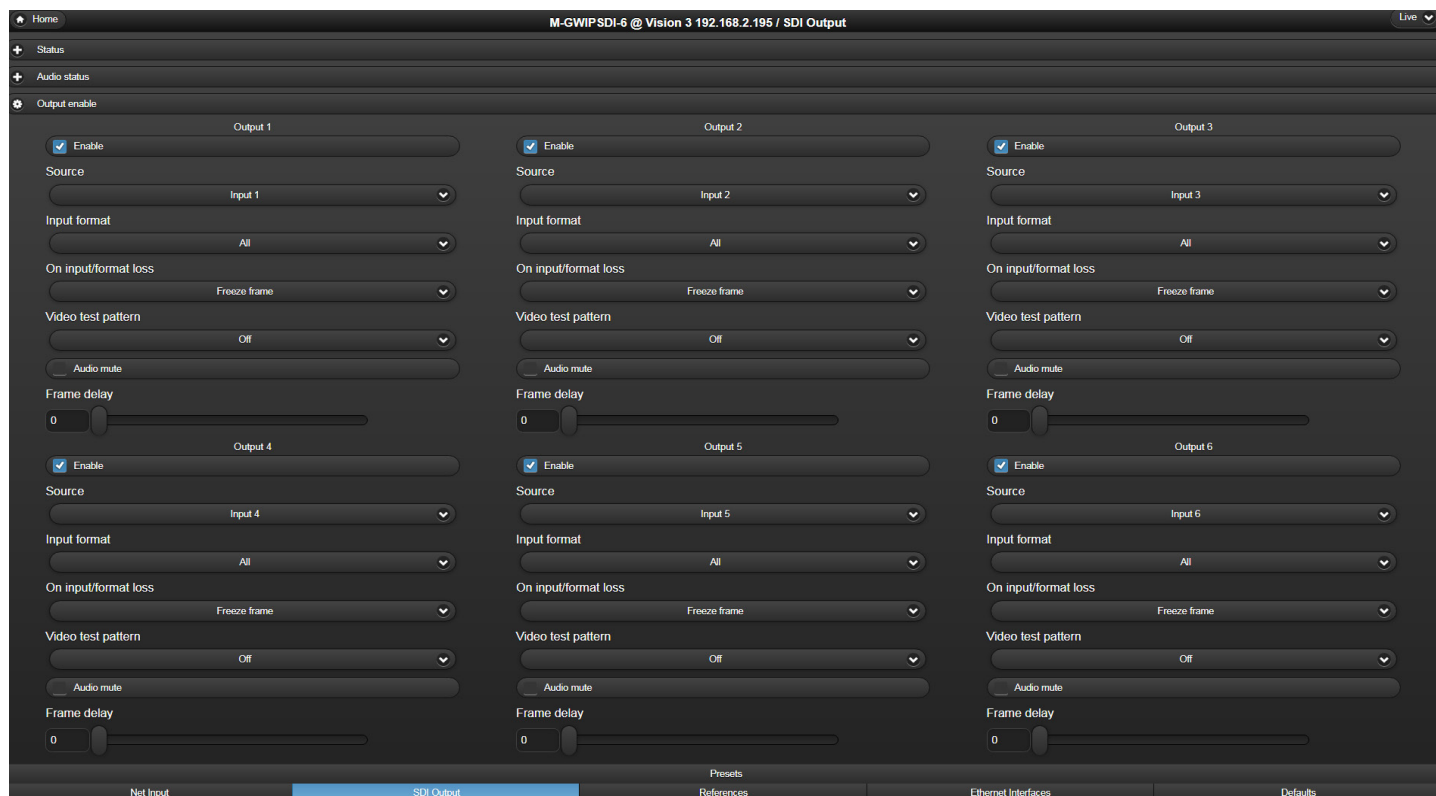 Home M-GWIPSDI-6 @ Vision 3 192.168.2.195 / SDI Output Live
Status
Audio status
Output enable
Output 1 Output 2 Output 3
Enable Enable Enable
Source Source Source
Input 1 Input 2 Input 3
Input format Input format Input format
All All All
On input/format loss On input/format loss On input/format loss
Freeze frame Freeze frame Freeze frame
Video test pattern Video test pattern Video test pattern
Off Off Off
Audio mute Audio mute Audio mute
Frame delay Frame delay Frame delay
0 0 0
Output 4 Output 5 Output 6
Enable Enable Enable
Source Source Source
Input 4 Input 5 Input 6
Input format Input format Input format
All All All
On input/format loss On input/format loss On input/format loss
Freeze frame Freeze frame Freeze frame
Video test pattern Video test pattern Video test pattern
Off Off Off
Audio mute Audio mute Audio mute
Frame delay Frame delay Frame delay
0 0 0
Presets
Net Input SDI Output References Ethernet Interfaces Defaults